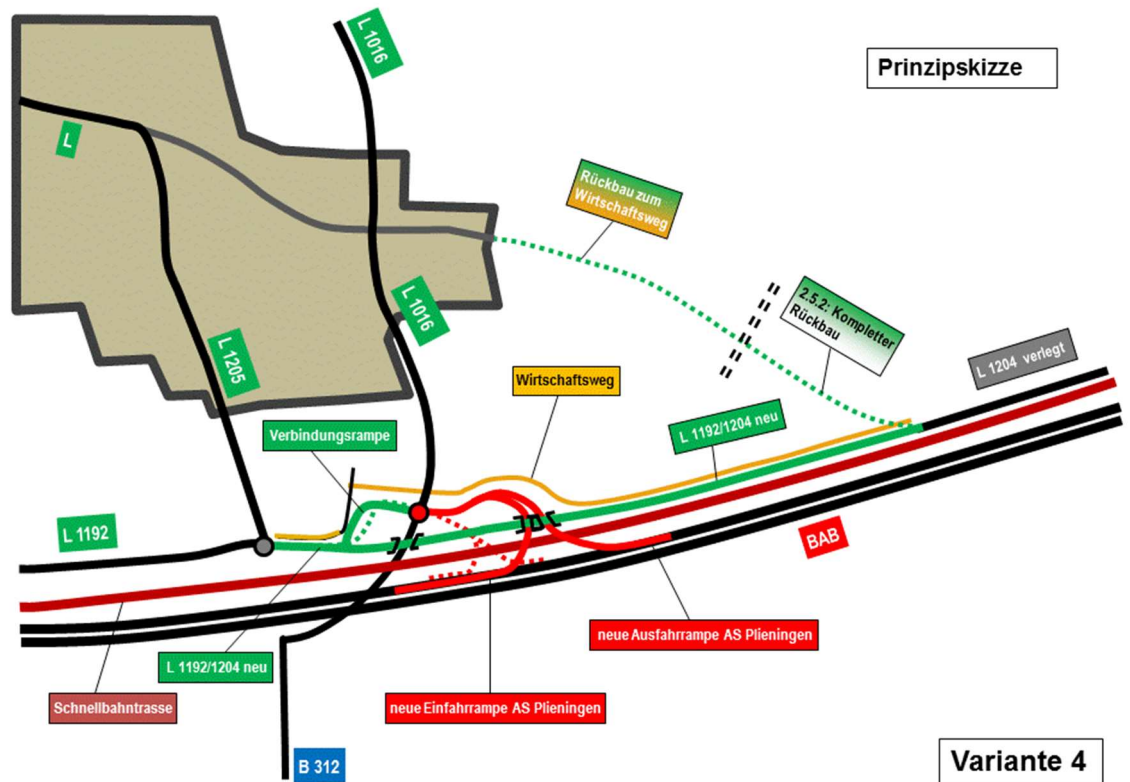 L 1016
Prinzipskizze
L
Rückbau zum
Wirtschaftsweg
L 1016
2.5.2: Kompletter
Rückbau
L 1205
L 1204 verlegt
Wirtschaftsweg
L 1192/1204 neu
Verbindungsrampe
L 1192
BAB
neue Ausfahrrampe AS Plieningen
L 1192/1204 neu
Schnellbahntrasse
neue Einfahrrampe AS Plieningen
B 312
Variante 4